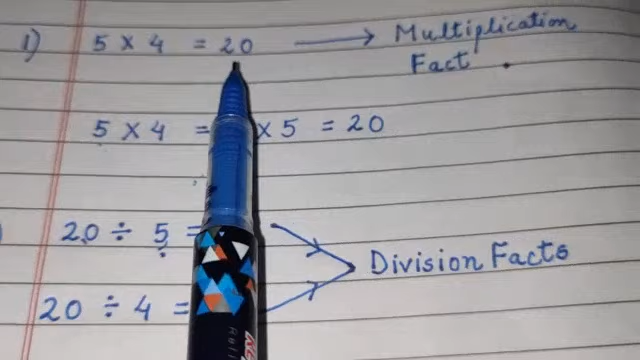 1) 5 × 4 = 20 → Multiplication
Fact
5 × 4 = × 5 = 20
20 ÷ 5 =
Division Facts
20 ÷ 4 =